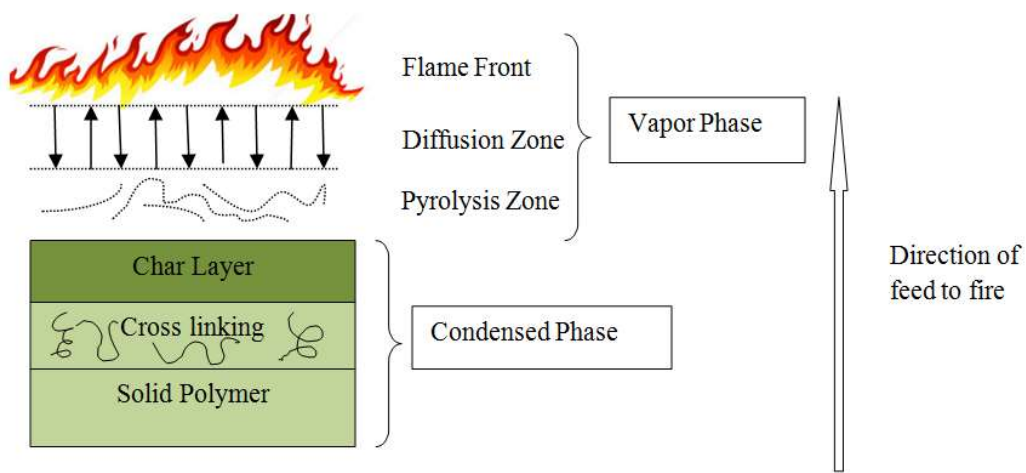 Flame Front
Diffusion Zone
Pyrolysis Zone
Vapor Phase
Char Layer
Cross linking
Solid Polymer
Condensed Phase
Direction of
feed to fire